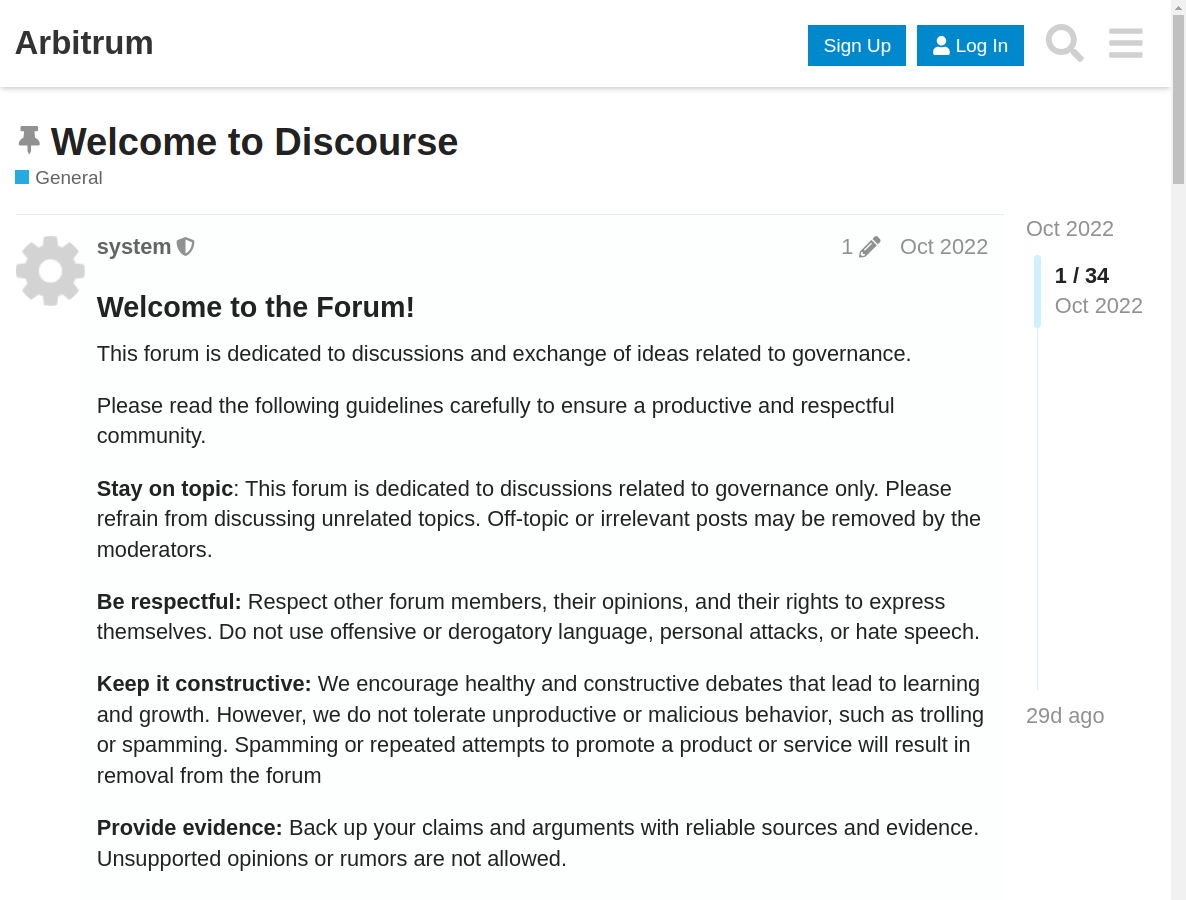 Arbitrum
Sign Up
Log In
Welcome to Discourse
General
system
1
Oct 2022
Welcome to the Forum!
This forum is dedicated to discussions and exchange of ideas related to governance.
Please read the following guidelines carefully to ensure a productive and respectful
community.
Stay on topic: This forum is dedicated to discussions related to governance only. Please
refrain from discussing unrelated topics. Off-topic or irrelevant posts may be removed by the
moderators.
Be respectful: Respect other forum members, their opinions, and their rights to express
themselves. Do not use offensive or derogatory language, personal attacks, or hate speech.
Keep it constructive: We encourage healthy and constructive debates that lead to learning
and growth. However, we do not tolerate unproductive or malicious behavior, such as trolling
or spamming. Spamming or repeated attempts to promote a product or service will result in
removal from the forum
Provide evidence: Back up your claims and arguments with reliable sources and evidence.
Unsupported opinions or rumors are not allowed.
Oct 2022
1 / 34
Oct 2022
29d ago